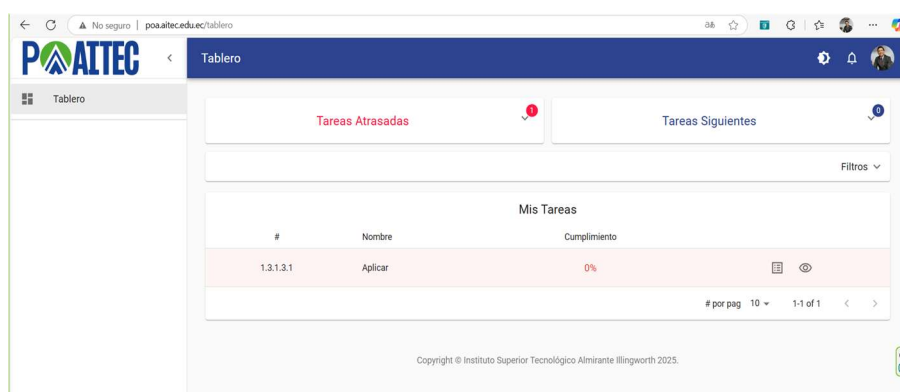 No seguro | poa.aitec.edu.ec/tablero
POAITEC
Tablero
Tablero
Tareas Atrasadas
1
Tareas Siguientes
0
Filtros
Mis Tareas
# Nombre Cumplimiento
1.3.1.3.1 Aplicar 0%
# por pag 10 1-1 of 1
Copyright © Instituto Superior Tecnológico Almirante Illingworth 2025.